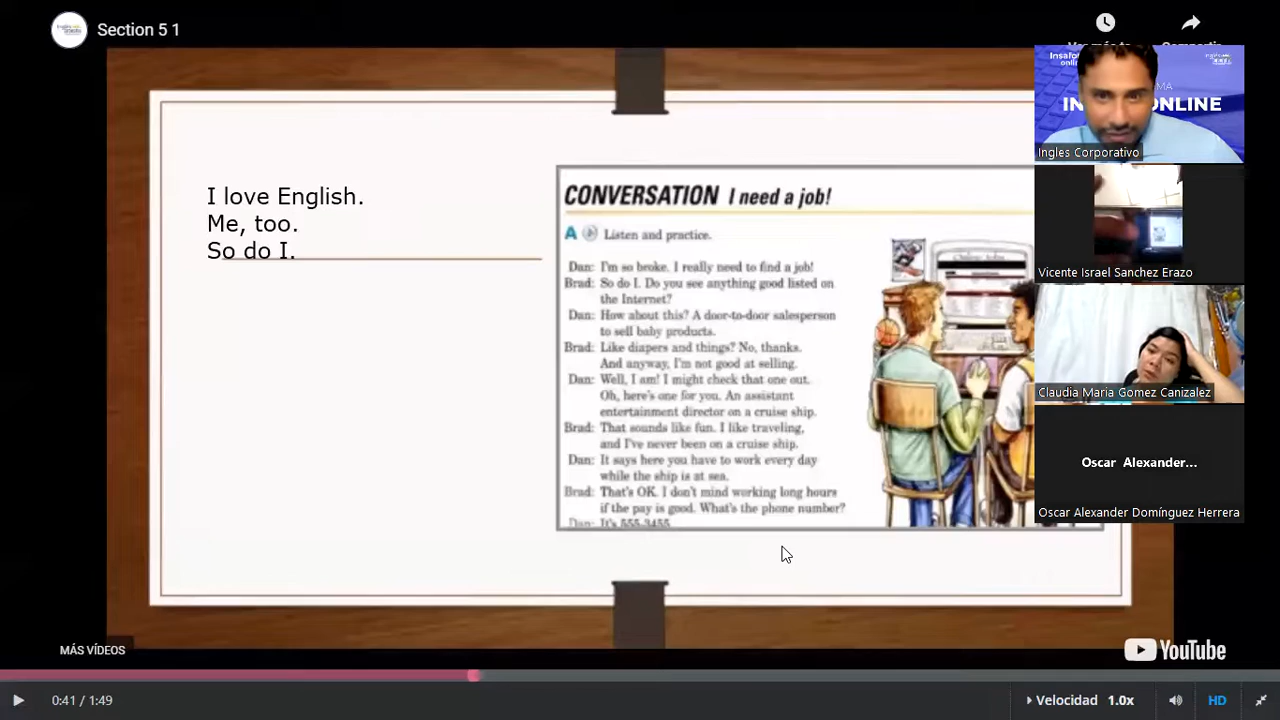 Section 5 1
I love English.
Me, too.
So do I.
CONVERSATION I need a job!
A Listen and practice.
Dan: I'm so broke. I really need to find a job!
Brad: So do I. Do you see anything good listed on
the Internet?
Dan: How about this? A door-to-door salesperson
to sell baby products.
Brad: Like diapers and things? No, thanks.
And anyway, I'm not good at selling.
Dan: Well, I am! I might check that one out.
Oh, here's one for you. An assistant
entertainment director on a cruise ship.
Brad: That sounds like fun. I like traveling,
and I've never been on a cruise ship.
Dan: It says here you have to work every day
while the ship is at sea.
Brad: That's OK. I don't mind working long hours
if the pay is good. What's the phone number?
Dan: It's 555-3455
ONLINE
Ingles Corporativo
Vicente Israel Sanchez Erazo
Claudia Maria Gomez Canizalez
Oscar Alexander...
Oscar Alexander Domínguez Herrera
MÁS VÍDEOS
YouTube
0:41 / 1:49
Velocidad 1.0x
HD